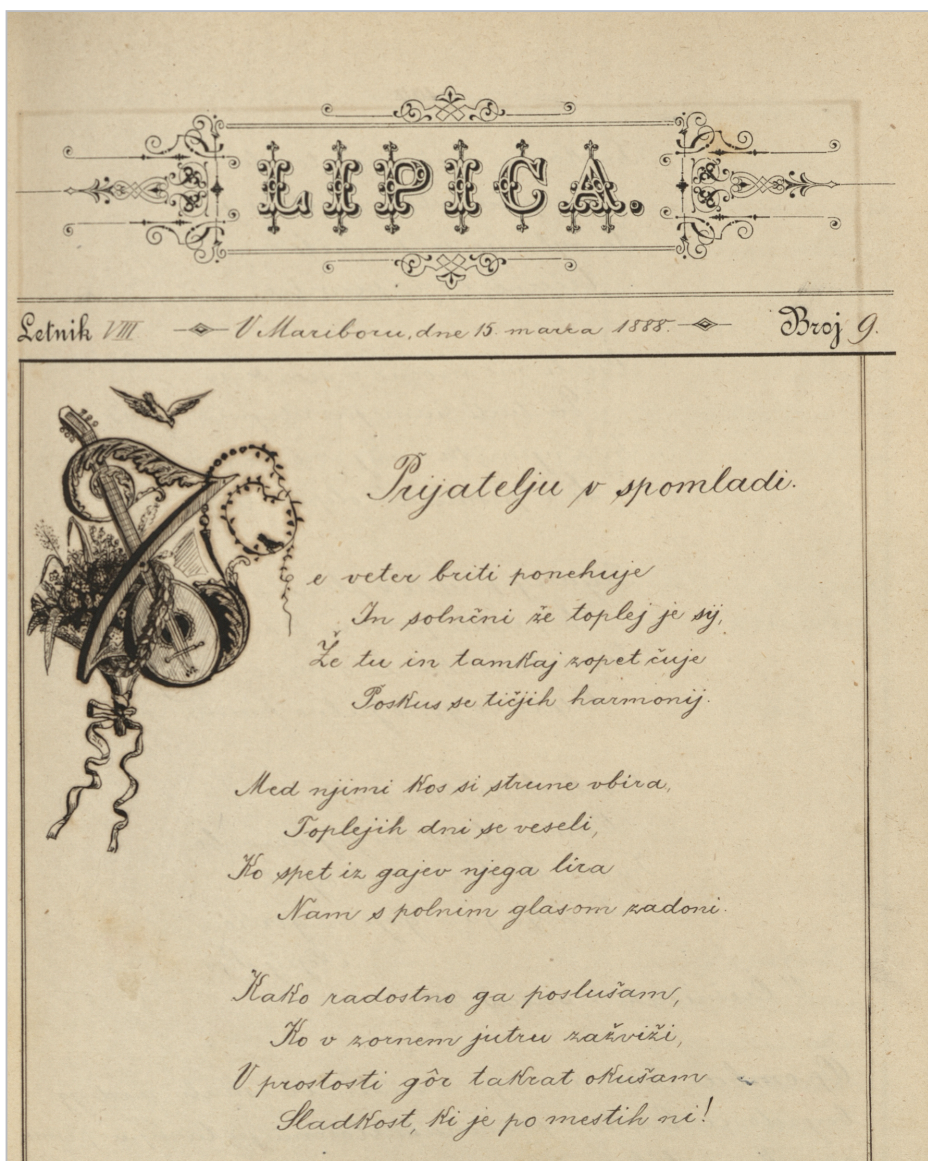 LIPICA.
Letnik VIII V Mariboru, dne 15. marca 1888. Broj 9.
Prijatelju v spomladi.
Že veter briti ponehuje
In solnčni že toplej je sij,
Že tu in tamkaj zopet čuje
Poskus se tičjih harmonij.
Med njimi kos si strune vbira,
Toplejih dni se veseli,
Ko spet iz gajev njega lira
Nam s polnim glasom zadoni.
Kako radostno ga poslušam,
Ko v zornem jutru zažviži,
V prostosti gôr takrat okušam
Sladkost, ki je po mestih ni!